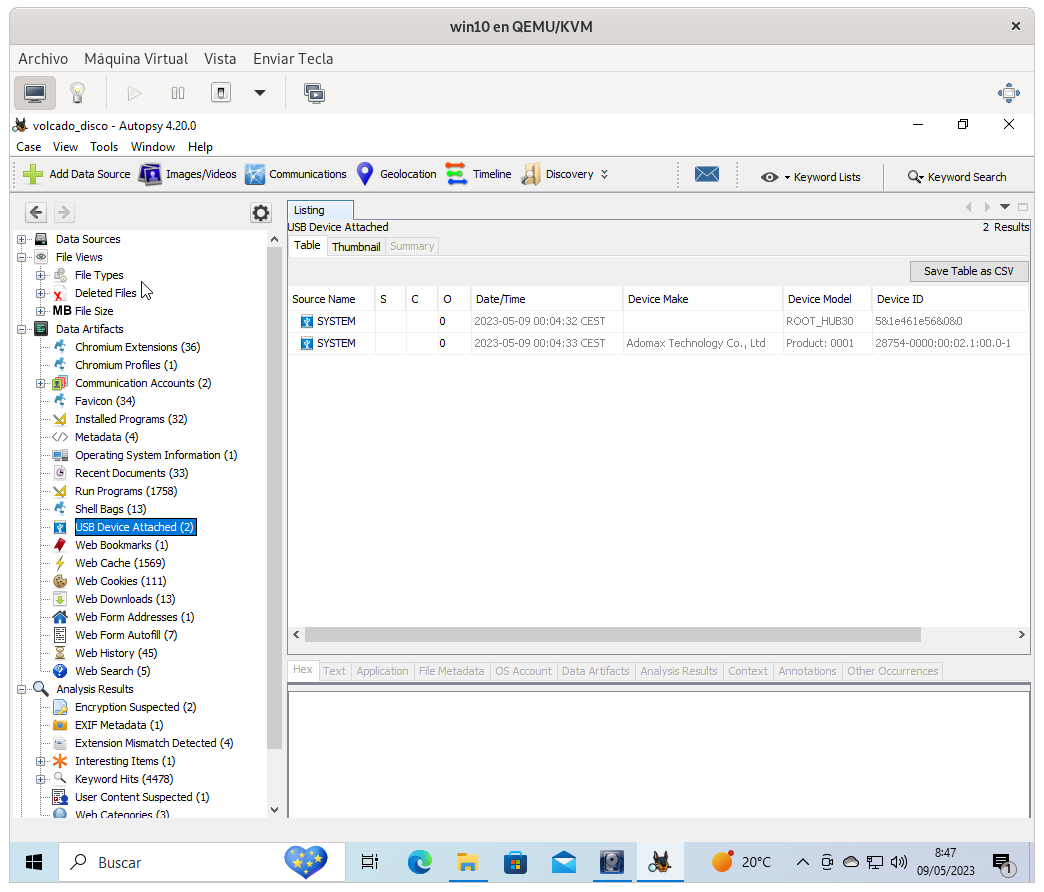 win10 en QEMU/KVM
Archivo Máquina Virtual Vista Enviar Tecla
volcado_disco - Autopsy 4.20.0
Case View Tools Window Help
Add Data Source Images/Videos Communications Geolocation Timeline Discovery Keyword Lists Keyword Search
Data Sources
File Views
File Types
Deleted Files
MB File Size
Data Artifacts
Chromium Extensions (36)
Chromium Profiles (1)
Communication Accounts (2)
Favicon (34)
Installed Programs (32)
Metadata (4)
Operating System Information (1)
Recent Documents (33)
Run Programs (1758)
Shell Bags (13)
USB Device Attached (2)
Web Bookmarks (1)
Web Cache (1569)
Web Cookies (111)
Web Downloads (13)
Web Form Addresses (1)
Web Form Autofill (7)
Web History (45)
Web Search (5)
Analysis Results
Encryption Suspected (2)
EXIF Metadata (1)
Extension Mismatch Detected (4)
Interesting Items (1)
Keyword Hits (4478)
User Content Suspected (1)
Web Categories (3)
Listing
USB Device Attached 2 Results
Table Thumbnail Summary
Save Table as CSV
Source Name S C O Date/Time Device Make Device Model Device ID
SYSTEM 0 2023-05-09 00:04:32 CEST ROOT_HUB30 5&1e461e56&0&0
SYSTEM 0 2023-05-09 00:04:33 CEST Adomax Technology Co., Ltd Product: 0001 28754-0000:00:02.1:00.0-1
Hex Text Application File Metadata OS Account Data Artifacts Analysis Results Context Annotations Other Occurrences
Buscar 20°C 8:47
09/05/2023
1